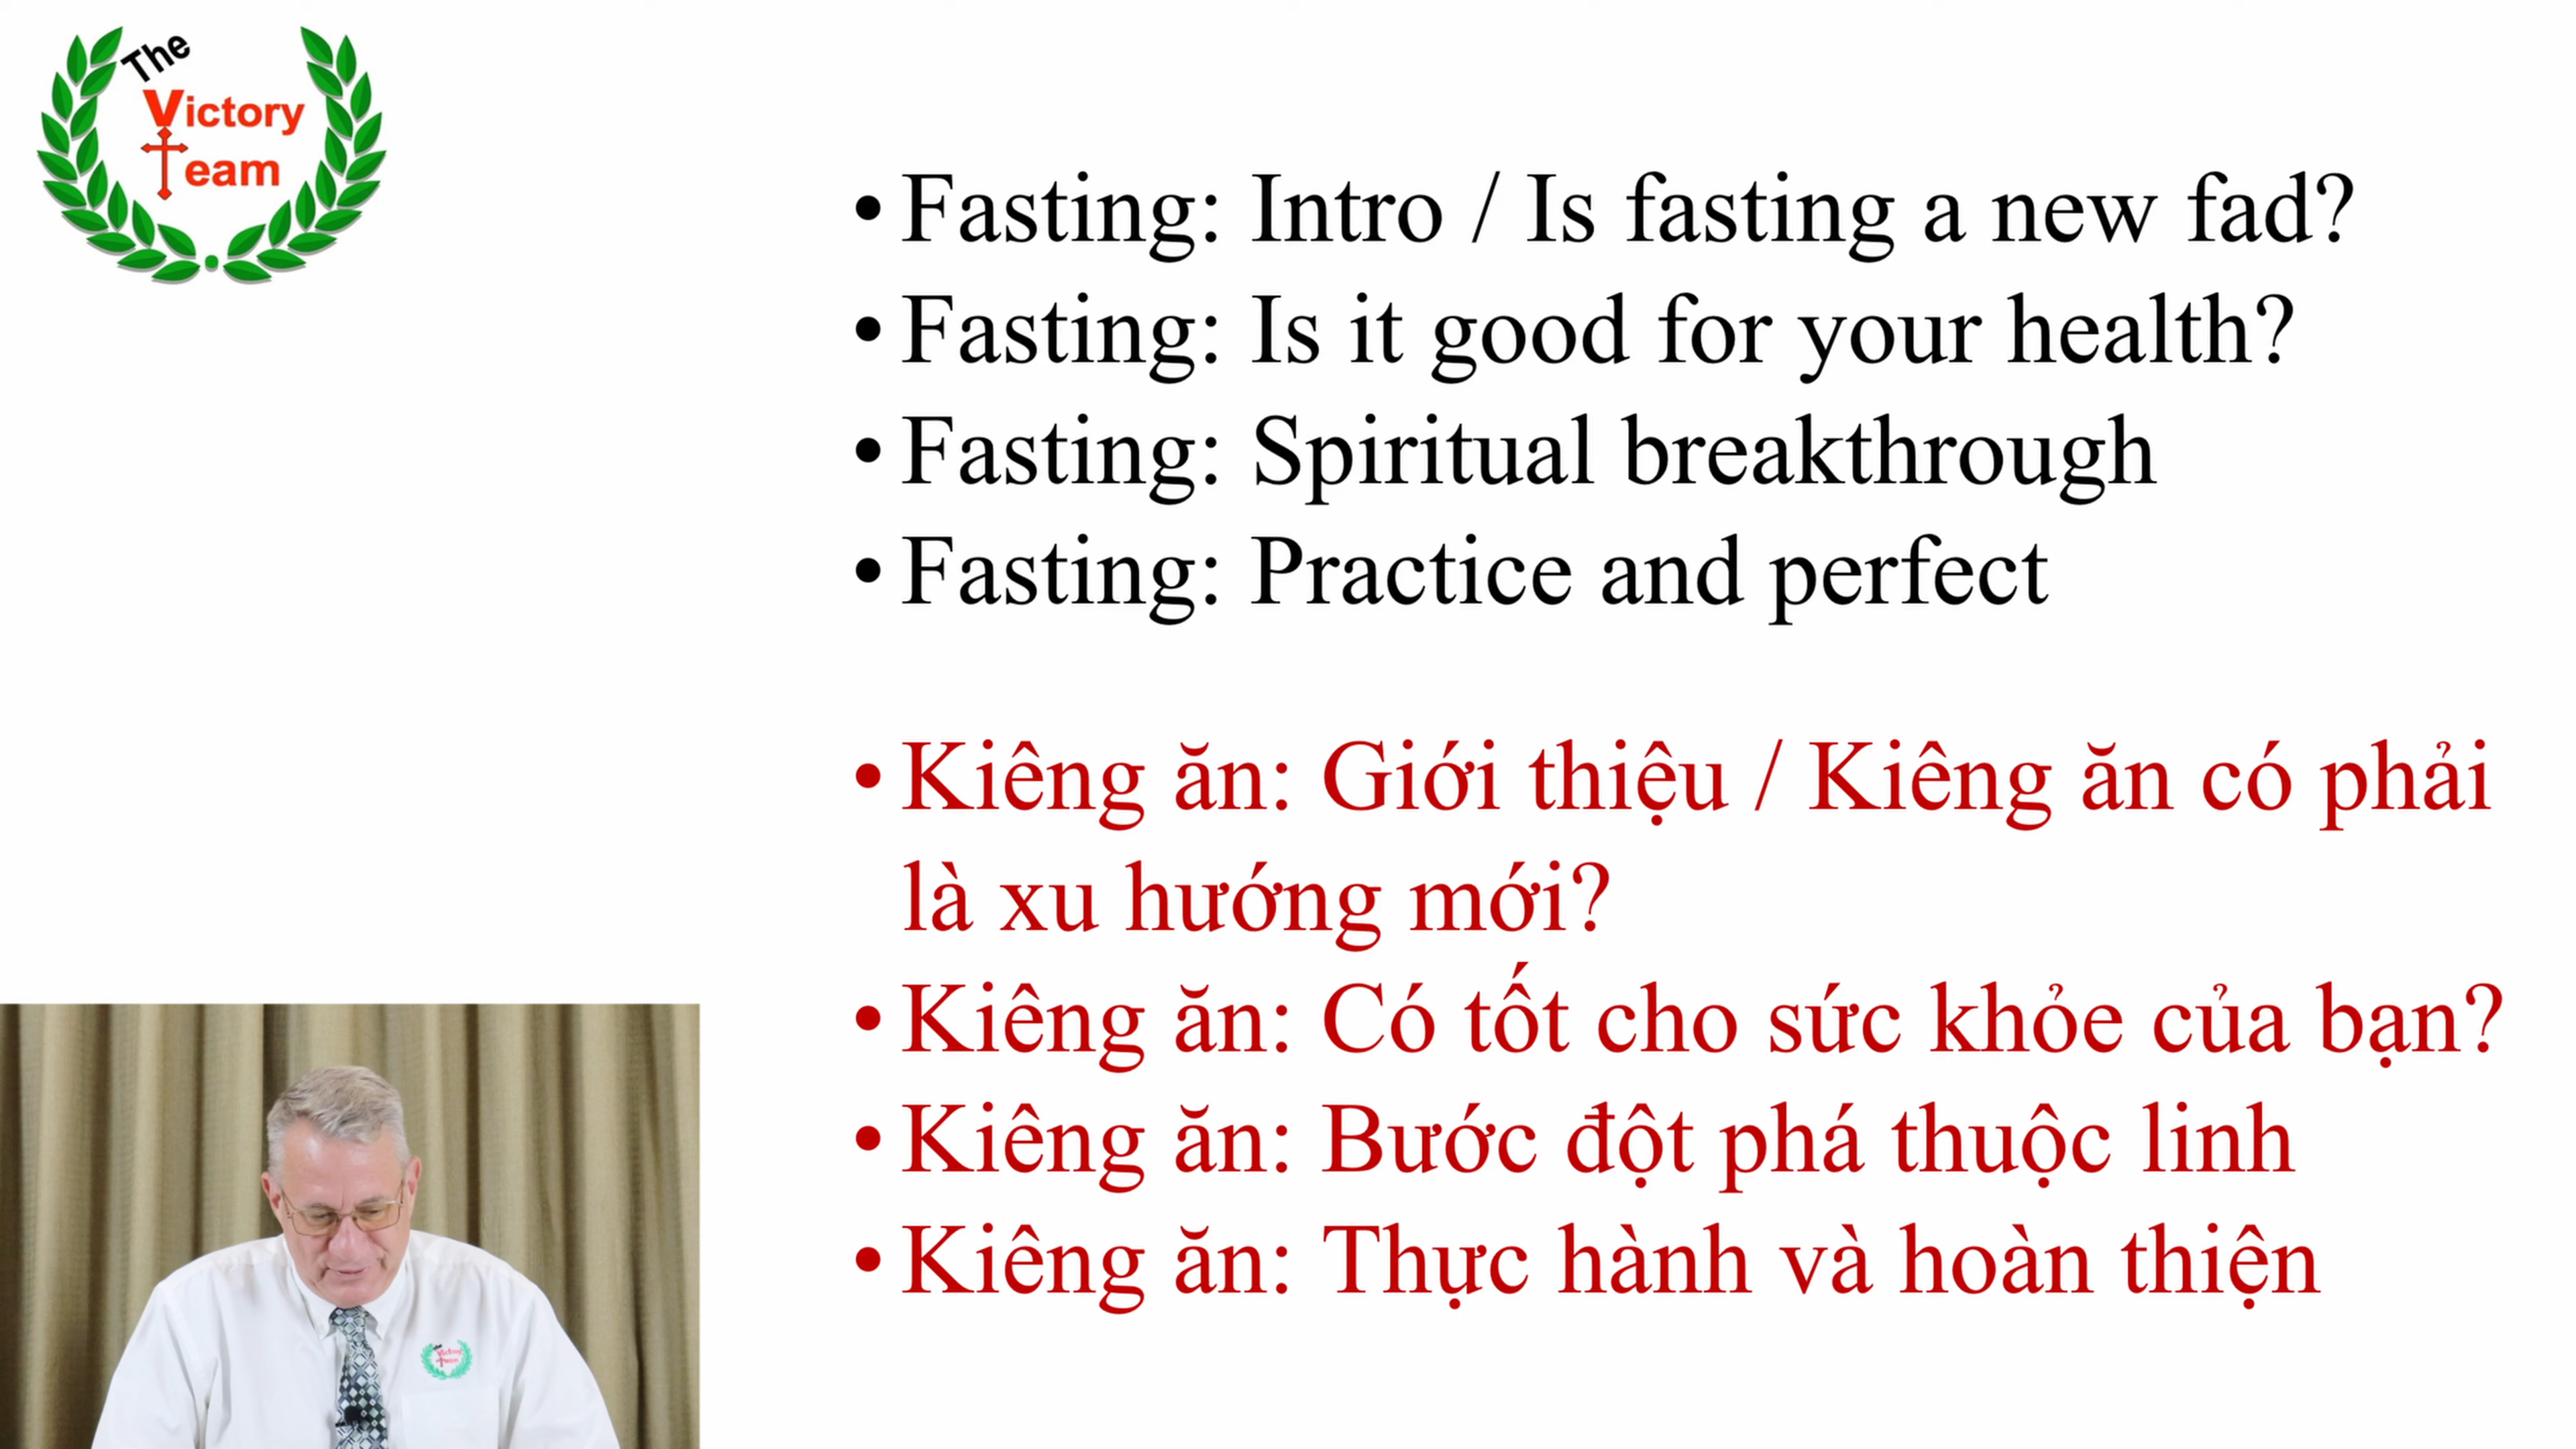 The
Victory
Team
• Fasting: Intro / Is fasting a new fad?
• Fasting: Is it good for your health?
• Fasting: Spiritual breakthrough
• Fasting: Practice and perfect
• Kiêng ăn: Giới thiệu / Kiêng ăn có phải
là xu hướng mới?
• Kiêng ăn: Có tốt cho sức khỏe của bạn?
• Kiêng ăn: Bước đột phá thuộc linh
• Kiêng ăn: Thực hành và hoàn thiện
The
Victory
Team